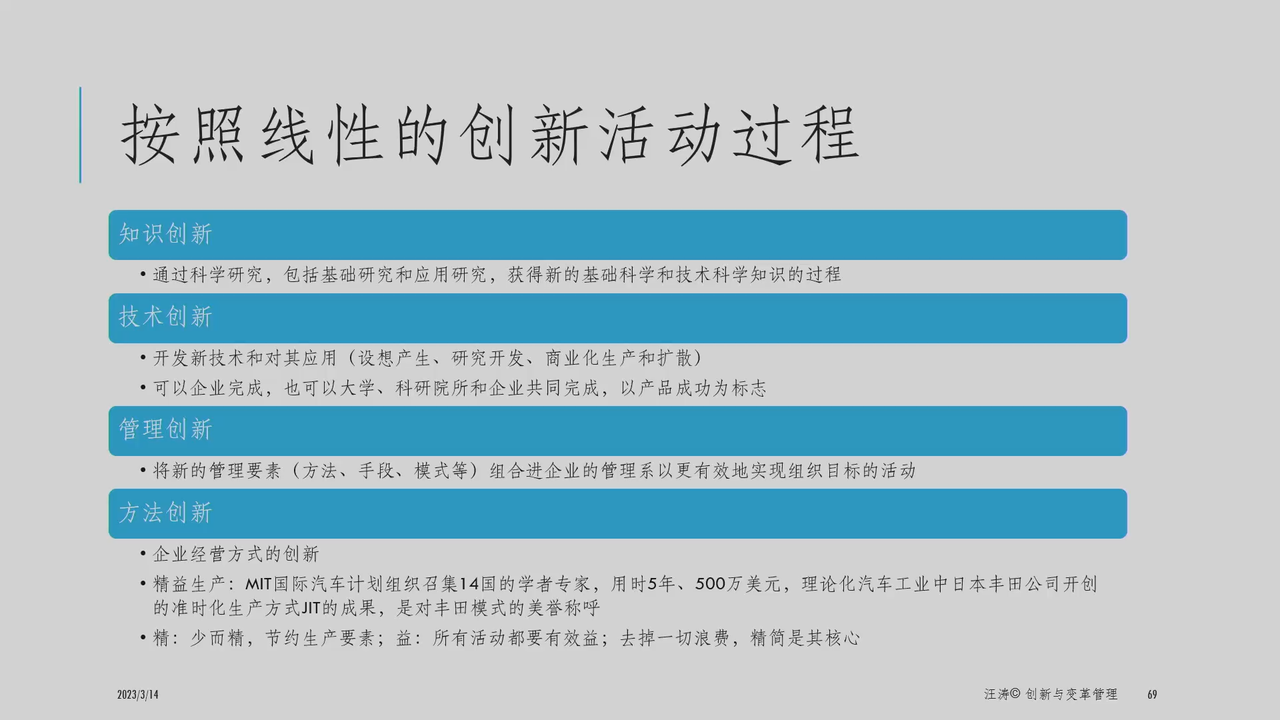 按照线性的创新活动过程
知识创新
• 通过科学研究，包括基础研究和应用研究，获得新的基础科学和技术科学知识的过程
技术创新
• 开发新技术和对其应用（设想产生、研究开发、商业化生产和扩散）
• 可以企业完成，也可以大学、科研院所和企业共同完成，以产品成功为标志
管理创新
• 将新的管理要素（方法、手段、模式等）组合进企业的管理系以更有效地实现组织目标的活动
方法创新
• 企业经营方式的创新
• 精益生产：MIT国际汽车计划组织召集14国的学者专家，用时5年、500万美元，理论化汽车工业中日本丰田公司开创
的准时化生产方式JIT的成果，是对丰田模式的美誉称呼
• 精：少而精，节约生产要素；益：所有活动都要有效益；去掉一切浪费，精简是其核心
2023/3/14
汪涛© 创新与变革管理
69